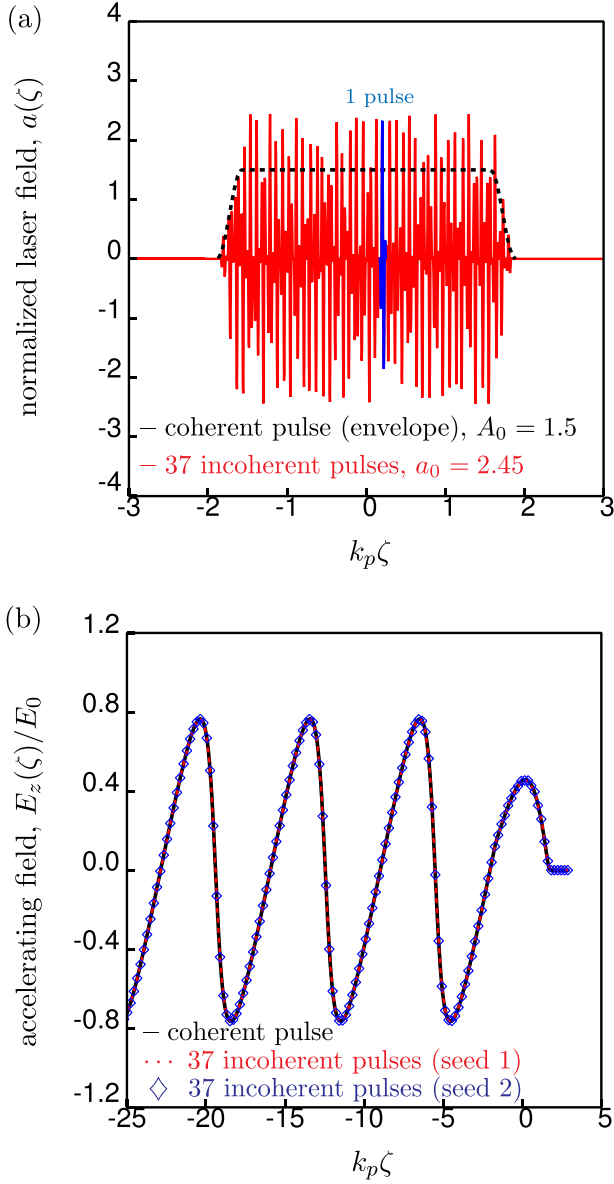 (a)
4
3
2
1
0
-1
-2
-3
-4
normalized laser field, a(ζ)
1 pulse
– coherent pulse (envelope), A₀ = 1.5
– 37 incoherent pulses, a₀ = 2.45
-3 -2 -1 0 1 2 3
kₚζ
(b)
1.2
0.8
0.4
0.0
-0.4
-0.8
-1.2
accelerating field, E_z(ζ)/E₀
– coherent pulse
··· 37 incoherent pulses (seed 1)
◇ 37 incoherent pulses (seed 2)
-25 -20 -15 -10 -5 0 5
kₚζ